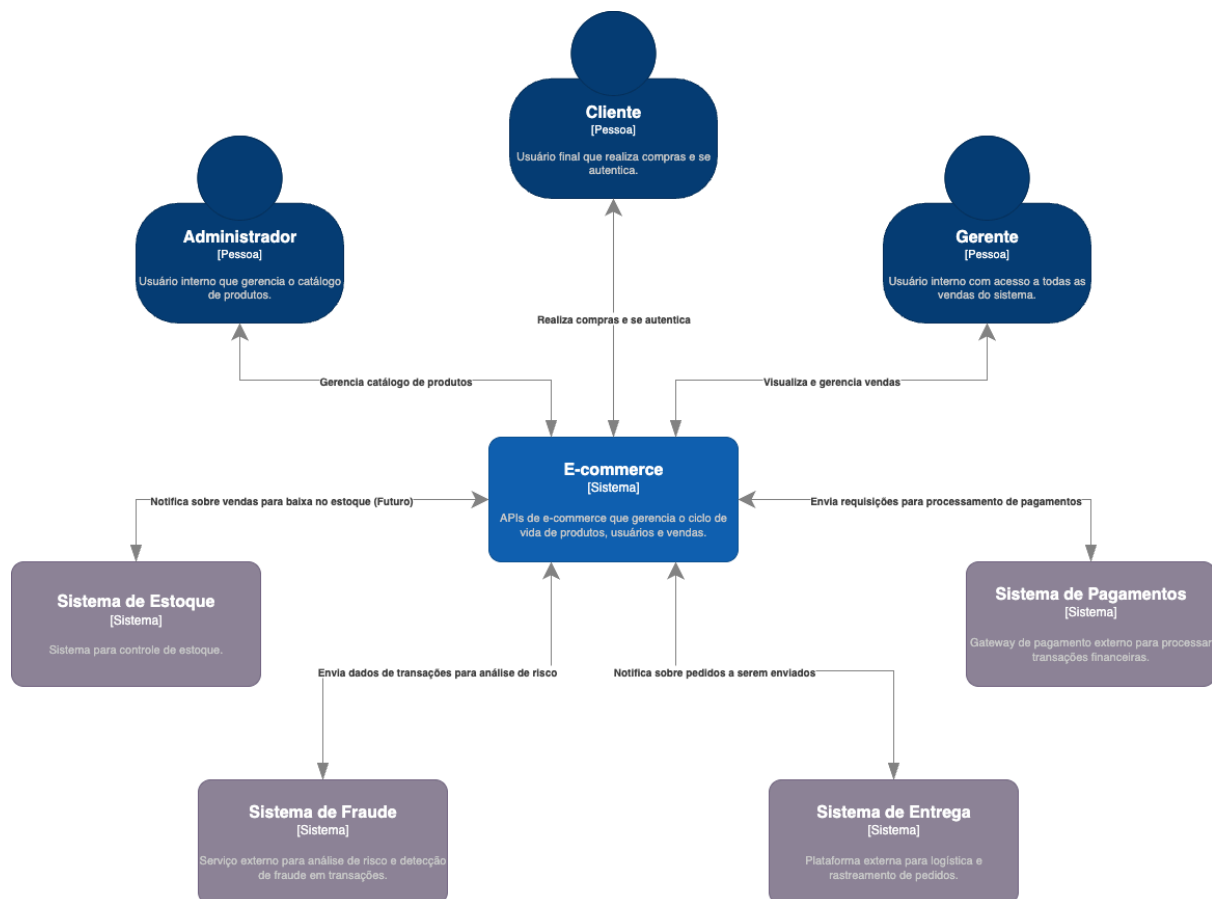 Cliente
[Pessoa]
Usuário final que realiza compras e se
autentica.
Administrador
[Pessoa]
Usuário interno que gerencia o catálogo
de produtos.
Gerente
[Pessoa]
Usuário interno com acesso a todas as
vendas do sistema.
Realiza compras e se autentica
Gerencia catálogo de produtos
Visualiza e gerencia vendas
E-commerce
[Sistema]
APIs de e-commerce que gerencia o ciclo de
vida de produtos, usuários e vendas.
Notifica sobre vendas para baixa no estoque (Futuro)
Envia requisições para processamento de pagamentos
Sistema de Estoque
[Sistema]
Sistema para controle de estoque.
Sistema de Pagamentos
[Sistema]
Gateway de pagamento externo para processar
transações financeiras.
Envia dados de transações para análise de risco
Notifica sobre pedidos a serem enviados
Sistema de Fraude
[Sistema]
Serviço externo para análise de risco e detecção
de fraude em transações.
Sistema de Entrega
[Sistema]
Plataforma externa para logística e
rastreamento de pedidos.